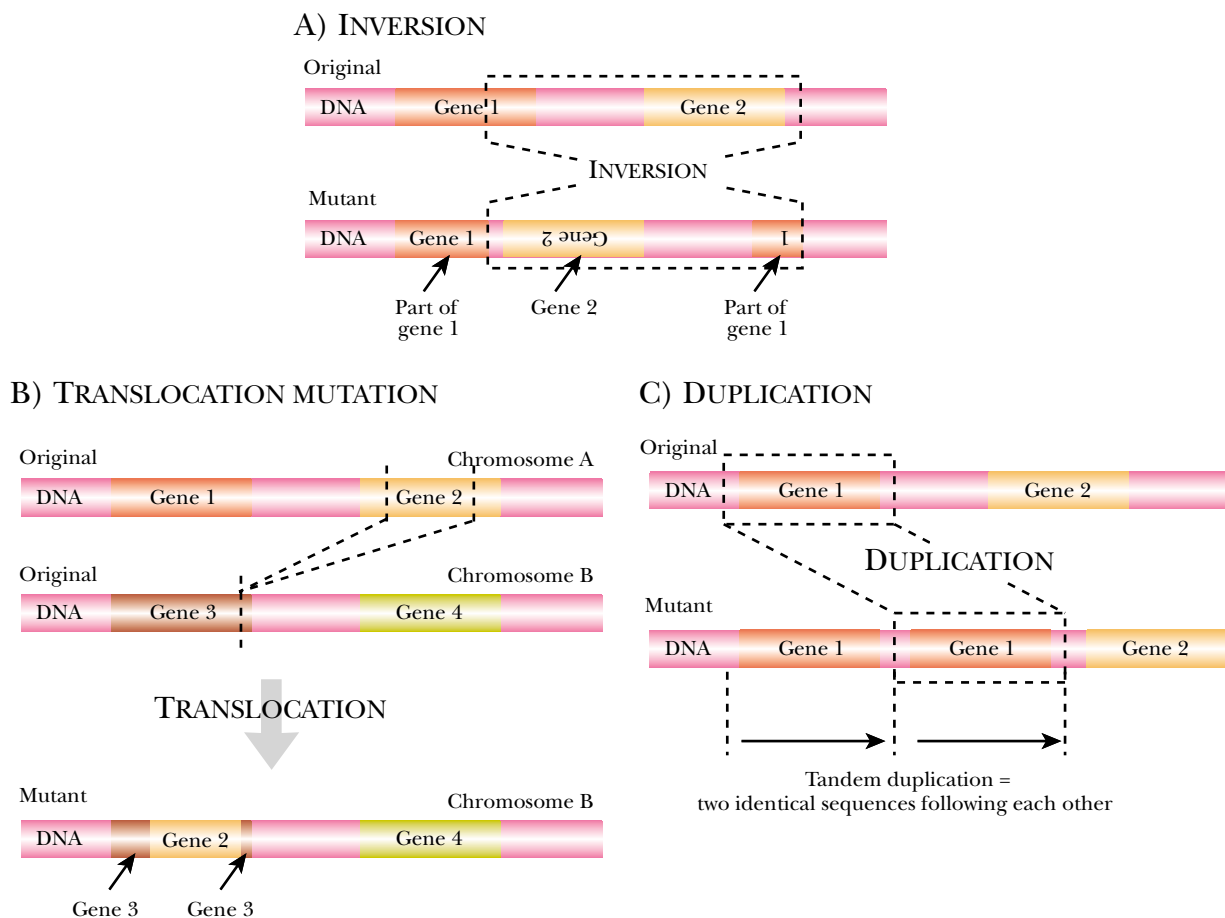 A) INVERSION
Original
DNA Gene 1 Gene 2
INVERSION
Mutant
DNA Gene 1 Gene 2 1
Part of
gene 1
Gene 2
Part of
gene 1
B) TRANSLOCATION MUTATION
Original Chromosome A
DNA Gene 1 Gene 2
Original Chromosome B
DNA Gene 3 Gene 4
TRANSLOCATION
Mutant Chromosome B
DNA Gene 2 Gene 4
Gene 3 Gene 3
C) DUPLICATION
Original
DNA Gene 1 Gene 2
DUPLICATION
Mutant
DNA Gene 1 Gene 1 Gene 2
Tandem duplication =
two identical sequences following each other